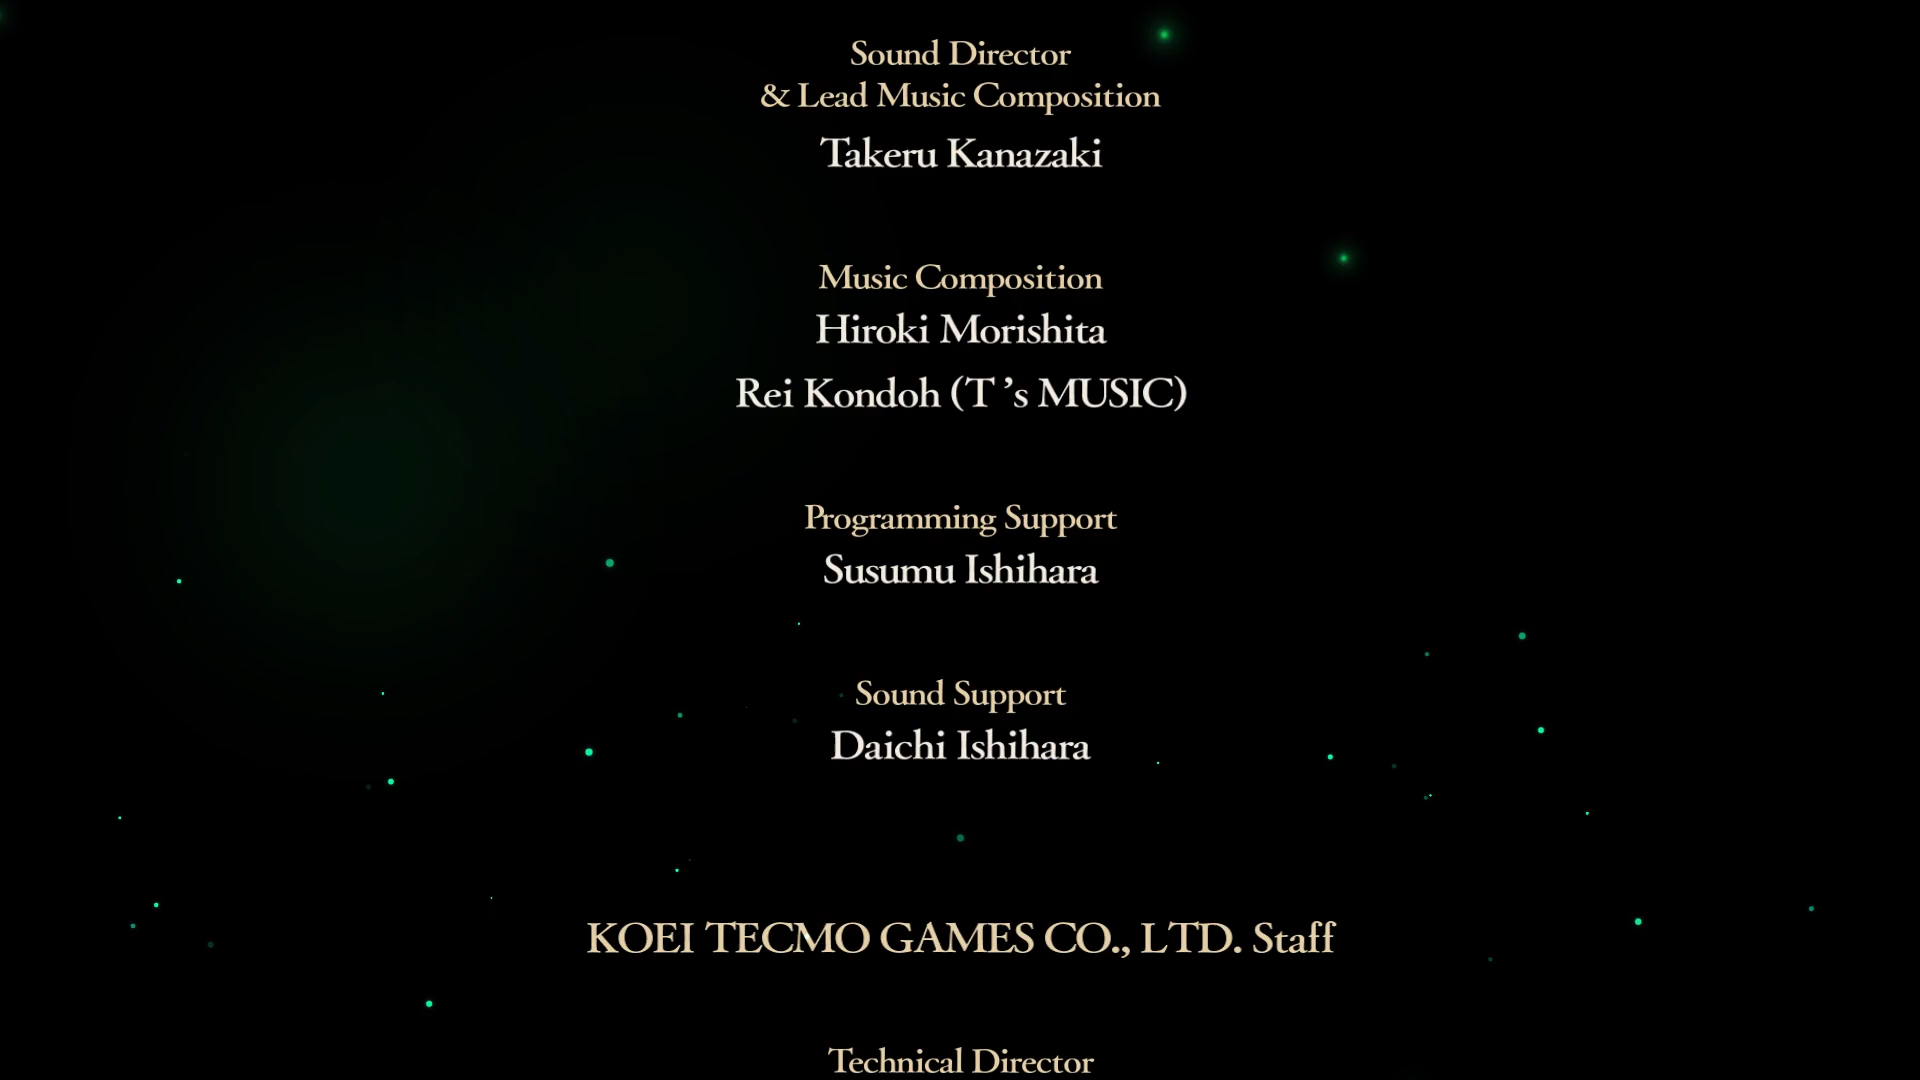 Sound Director
& Lead Music Composition
Takeru Kanazaki
Music Composition
Hiroki Morishita
Rei Kondoh (T 's MUSIC)
Programming Support
Susumu Ishihara
Sound Support
Daichi Ishihara
KOEI TECMO GAMES CO., LTD. Staff
Technical Director